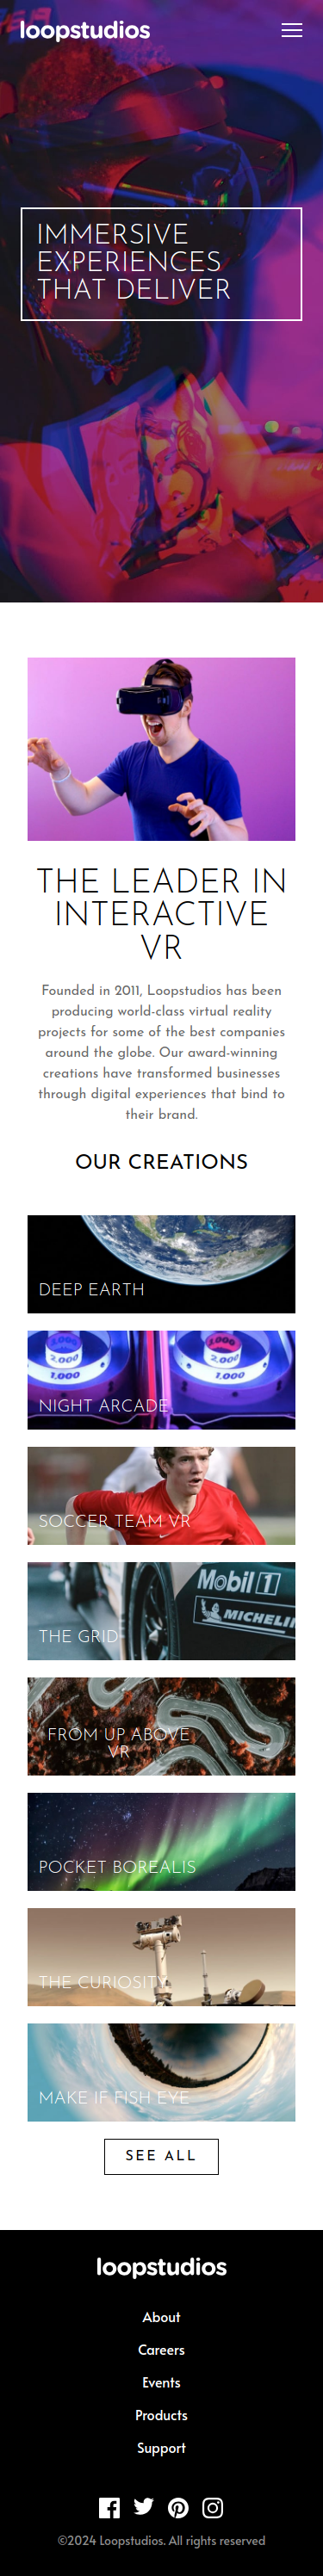 loopstudios
IMMERSIVE
EXPERIENCES
THAT DELIVER
THE LEADER IN
INTERACTIVE
VR
Founded in 2011, Loopstudios has been
producing world-class virtual reality
projects for some of the best companies
around the globe. Our award-winning
creations have transformed businesses
through digital experiences that bind to
their brand.
OUR CREATIONS
DEEP EARTH
2.000
2.000
1.000
1.000
NIGHT ARCADE
SOCCER TEAM VR
Mobil 1
MICHELIN
THE GRID
FROM UP ABOVE
VR
POCKET BOREALIS
THE CURIOSITY
MAKE IF FISH EYE
SEE ALL
loopstudios
About
Careers
Events
Products
Support
©2024 Loopstudios. All rights reserved